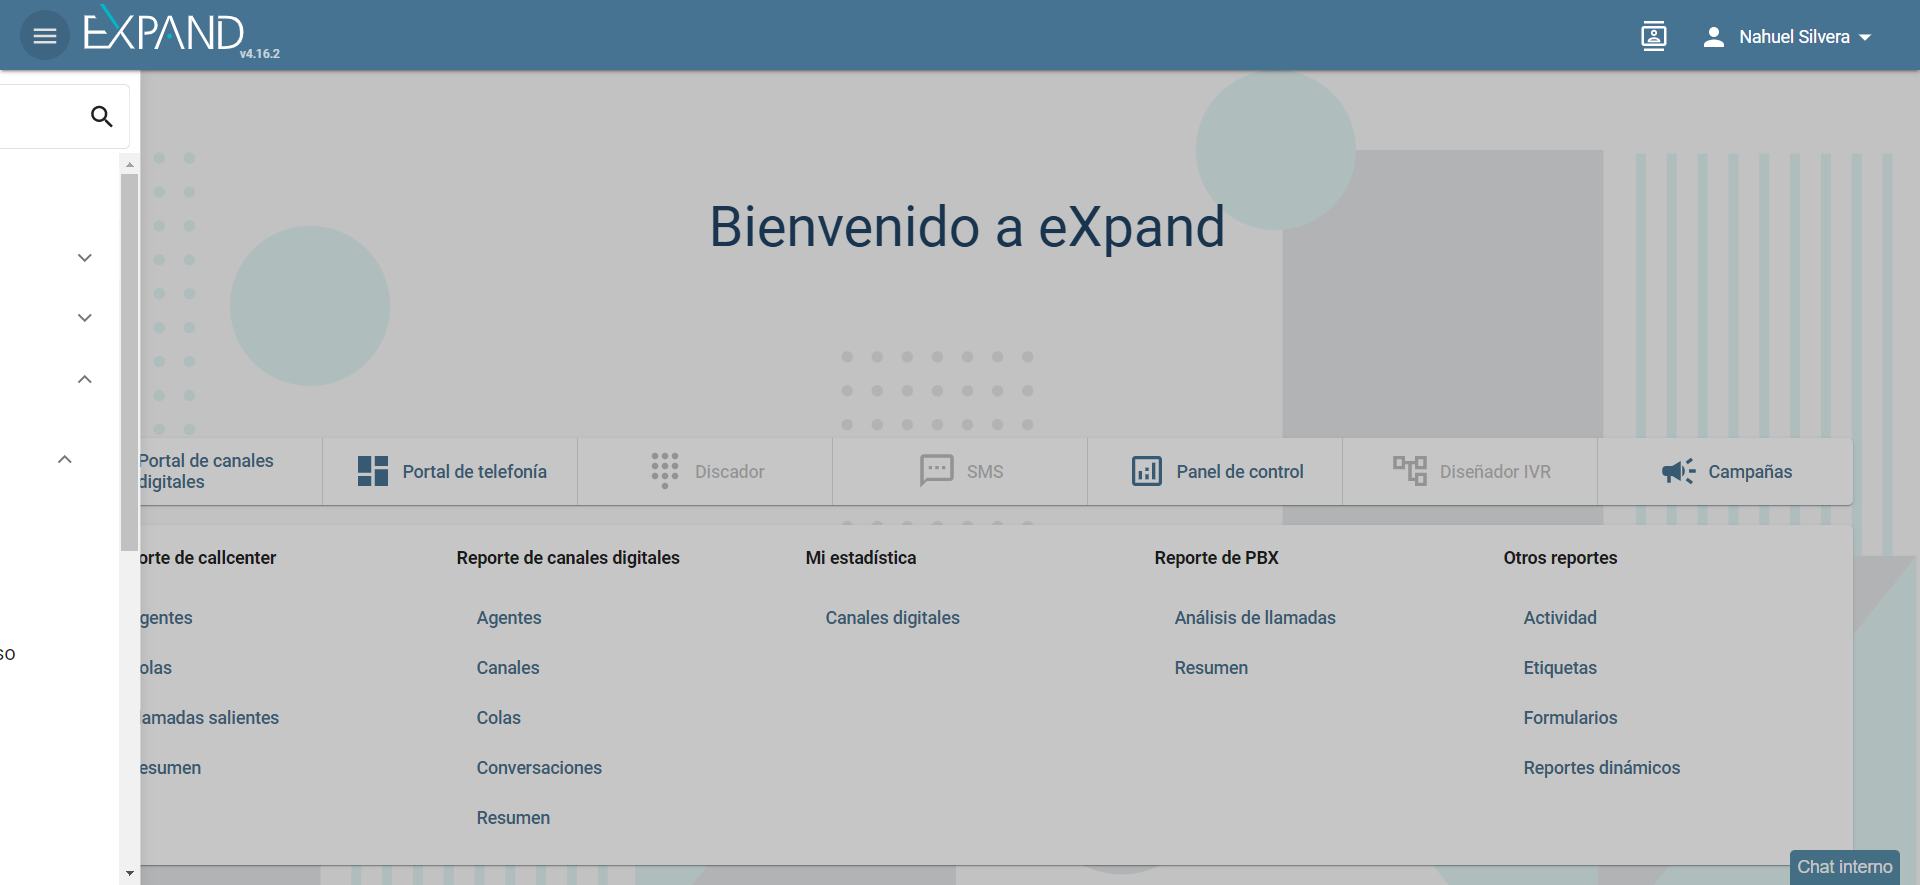 EXPAND
v4.16.2
Nahuel Silvera
Bienvenido a eXpand
Portal de canales
digitales
Portal de telefonía
Discador
SMS
Panel de control
Diseñador IVR
Campañas
orte de callcenter
Reporte de canales digitales
Mi estadística
Reporte de PBX
Otros reportes
gentes
Agentes
Canales digitales
Análisis de llamadas
Actividad
so
olas
Canales
Resumen
Etiquetas
lamadas salientes
Colas
Formularios
esumen
Conversaciones
Reportes dinámicos
Resumen
Chat interno